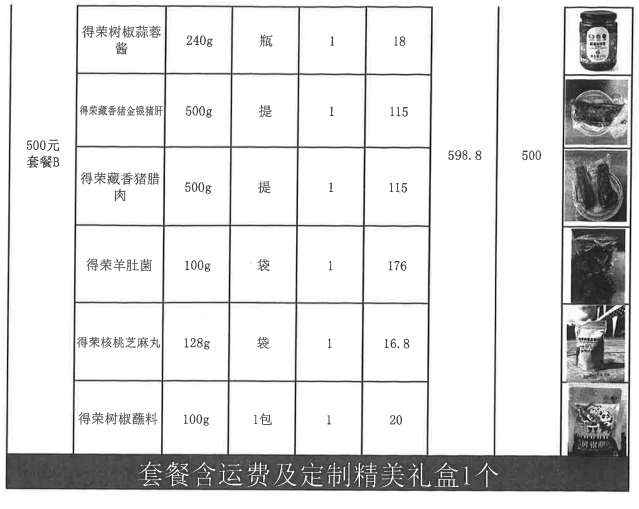 500元
套餐B
得荣树椒蒜蓉
酱
240g
瓶
1
18
得荣藏香猪金银猪肝
500g
提
1
115
得荣藏香猪腊
肉
500g
提
1
115
得荣羊肚菌
100g
袋
1
176
得荣核桃芝麻丸
128g
袋
1
16.8
得荣树椒蘸料
100g
1包
1
20
598.8
500
树椒蘸
套餐含运费及定制精美礼盒1个